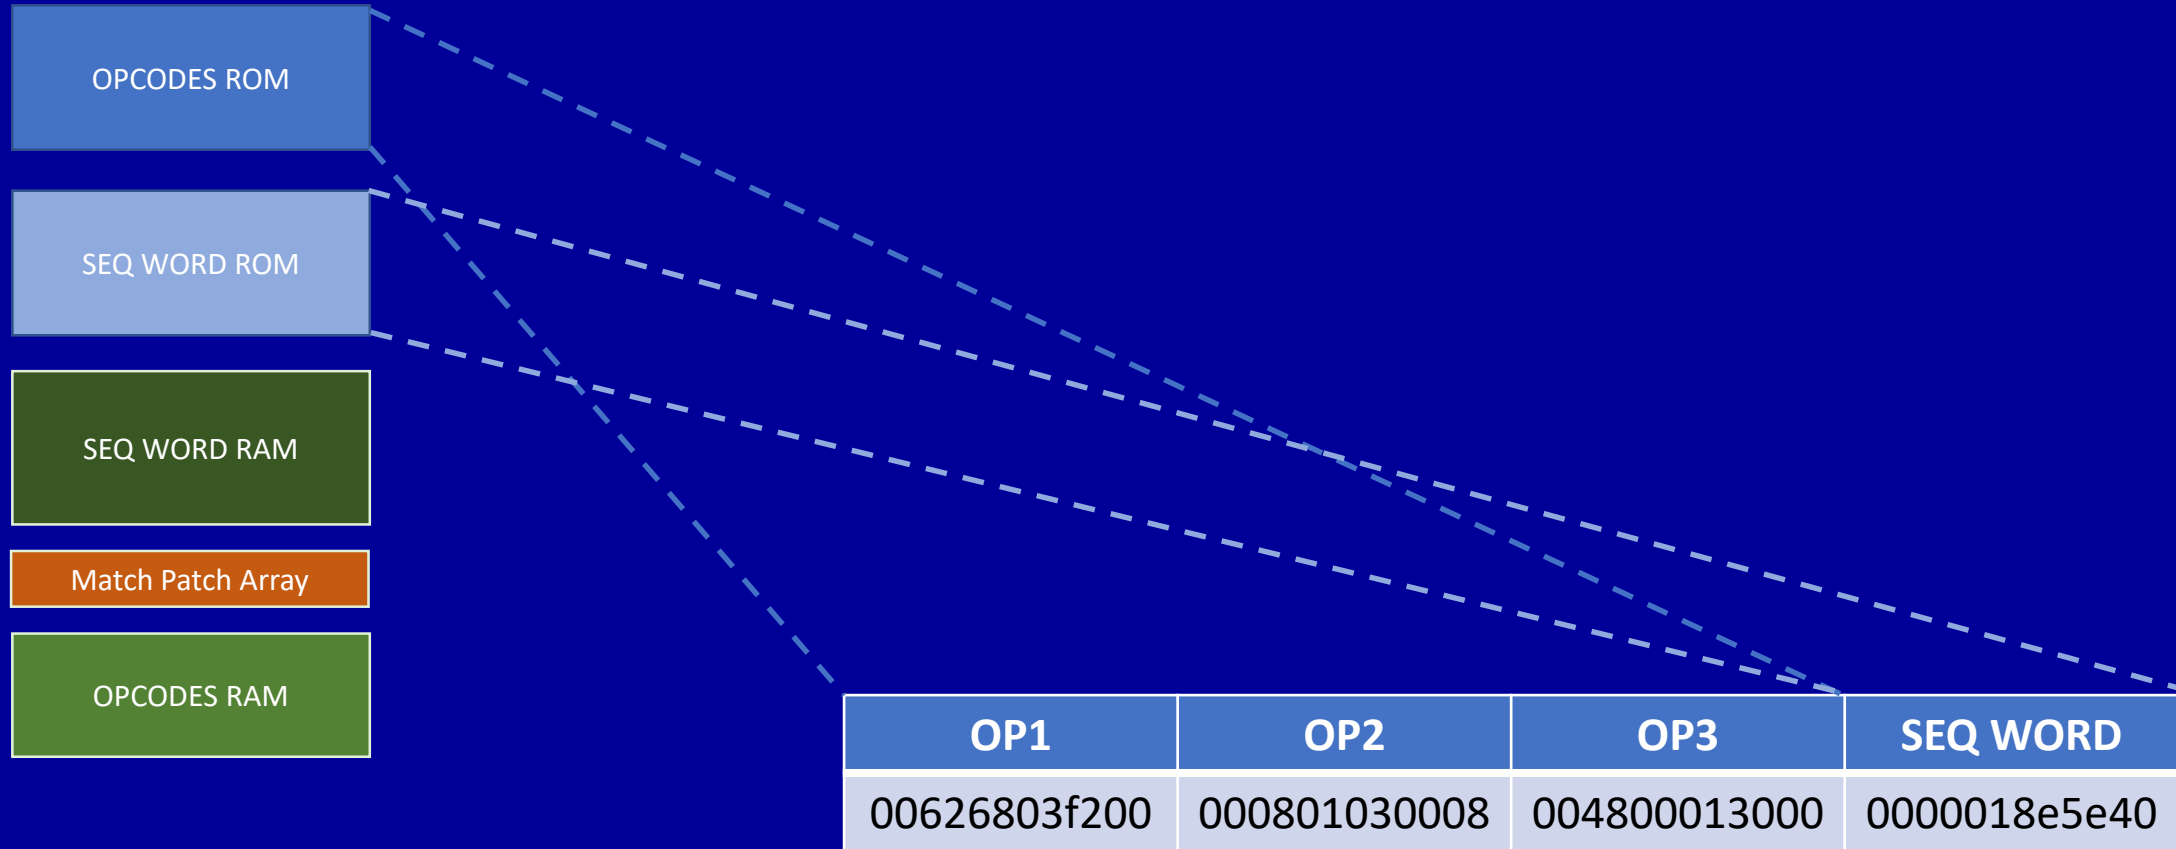 OPCODES ROM
SEQ WORD ROM
SEQ WORD RAM
Match Patch Array
OPCODES RAM
OP1 OP2 OP3 SEQ WORD
00626803f200 000801030008 004800013000 0000018e5e40